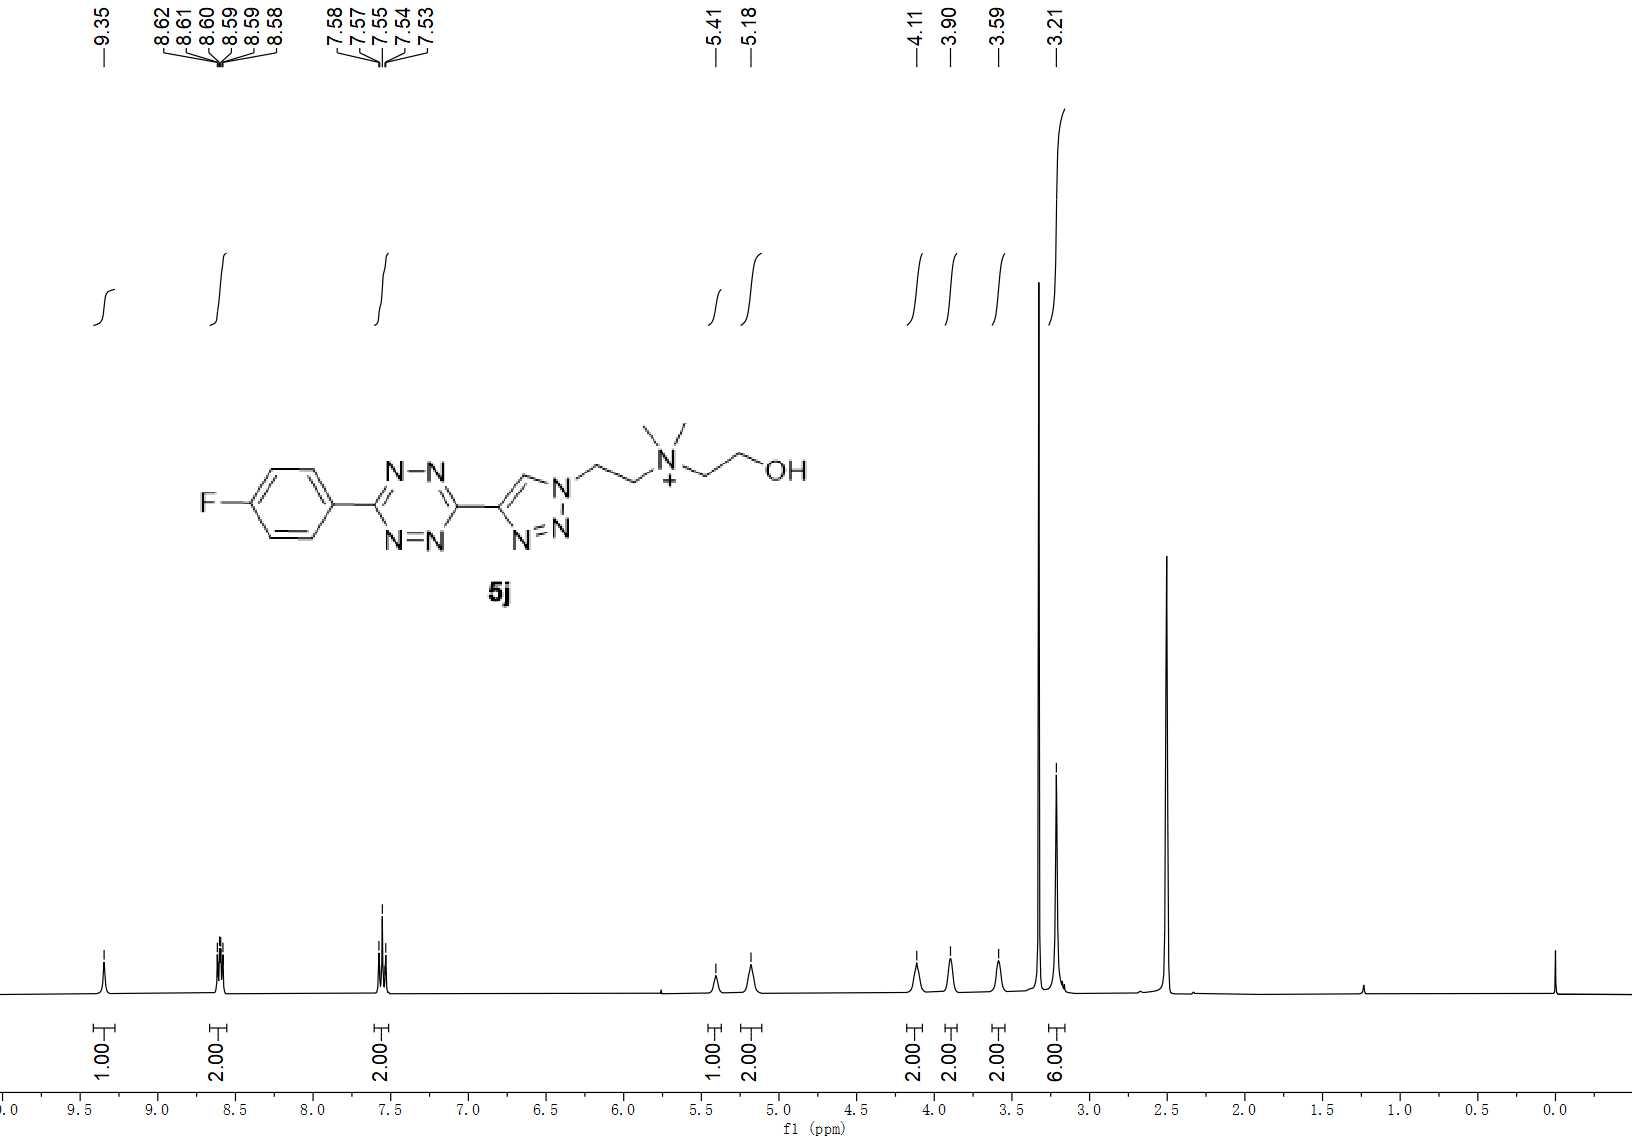 9.35 8.62 8.61 8.60 8.59 8.59 8.58 7.58 7.57 7.55 7.54 7.53 5.41 5.18 4.11 3.90 3.59 3.21
N N
F
N N
N
N N
N
+
OH
5j
1.00 2.00 2.00 1.00 2.00 2.00 2.00 2.00 6.00
0.0 9.5 9.0 8.5 8.0 7.5 7.0 6.5 6.0 5.5 5.0 4.5 4.0 3.5 3.0 2.5 2.0 1.5 1.0 0.5 0.0
f1 (ppm)